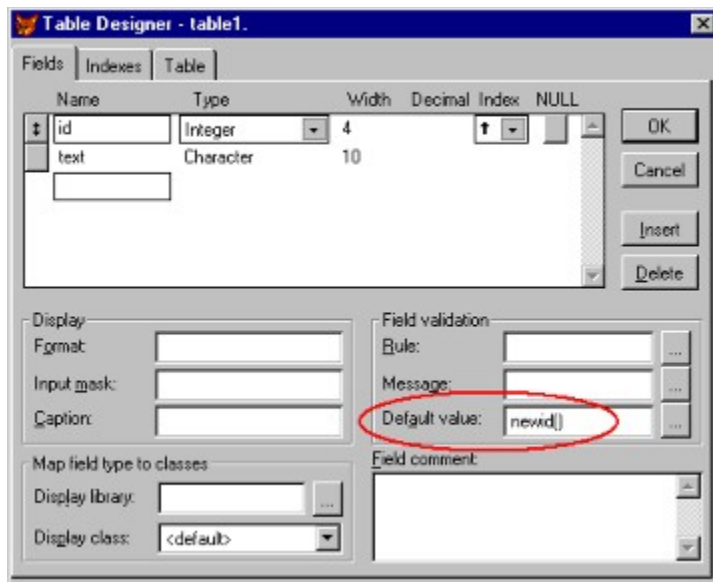 Table Designer - table1.
Fields Indexes Table
Name Type Width Decimal Index NULL
id Integer 4 OK
text Character 10
Cancel
Insert
Delete
Display
Format:
Input mask:
Caption:
Field validation
Rule: ...
Message: ...
Default value: newid() ...
Map field type to classes
Display library: ...
Display class: <default>
Field comment: